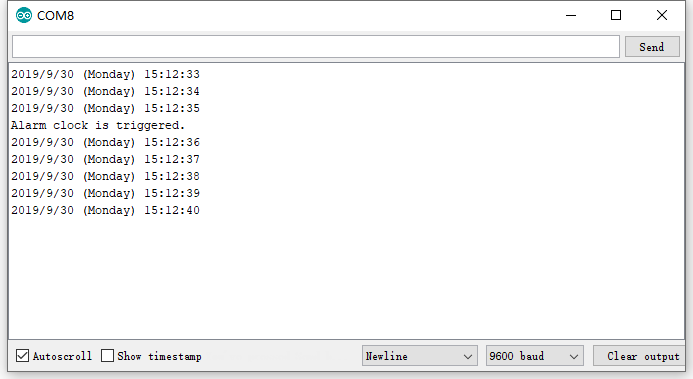 COM8
Send
2019/9/30 (Monday) 15:12:33
2019/9/30 (Monday) 15:12:34
2019/9/30 (Monday) 15:12:35
Alarm clock is triggered.
2019/9/30 (Monday) 15:12:36
2019/9/30 (Monday) 15:12:37
2019/9/30 (Monday) 15:12:38
2019/9/30 (Monday) 15:12:39
2019/9/30 (Monday) 15:12:40
Autoscroll Show timestamp Newline 9600 baud Clear output